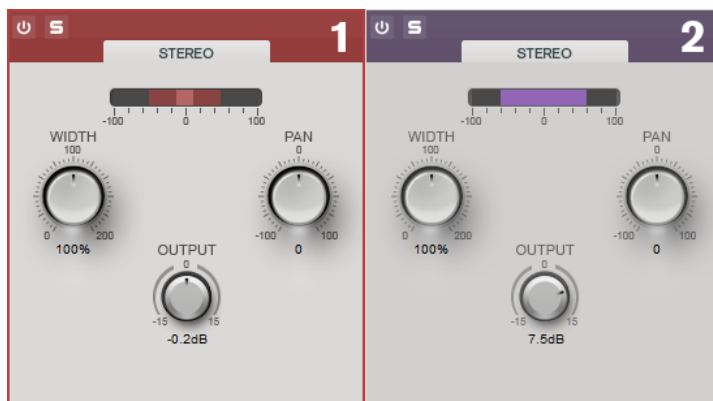 S 1
STEREO
-100 0 100
WIDTH
100
0 200
100%
PAN
0
-100 100
0
OUTPUT
0
-15 15
-0.2dB
S 2
STEREO
-100 0 100
WIDTH
100
0 200
100%
PAN
0
-100 100
0
OUTPUT
0
-15 15
7.5dB